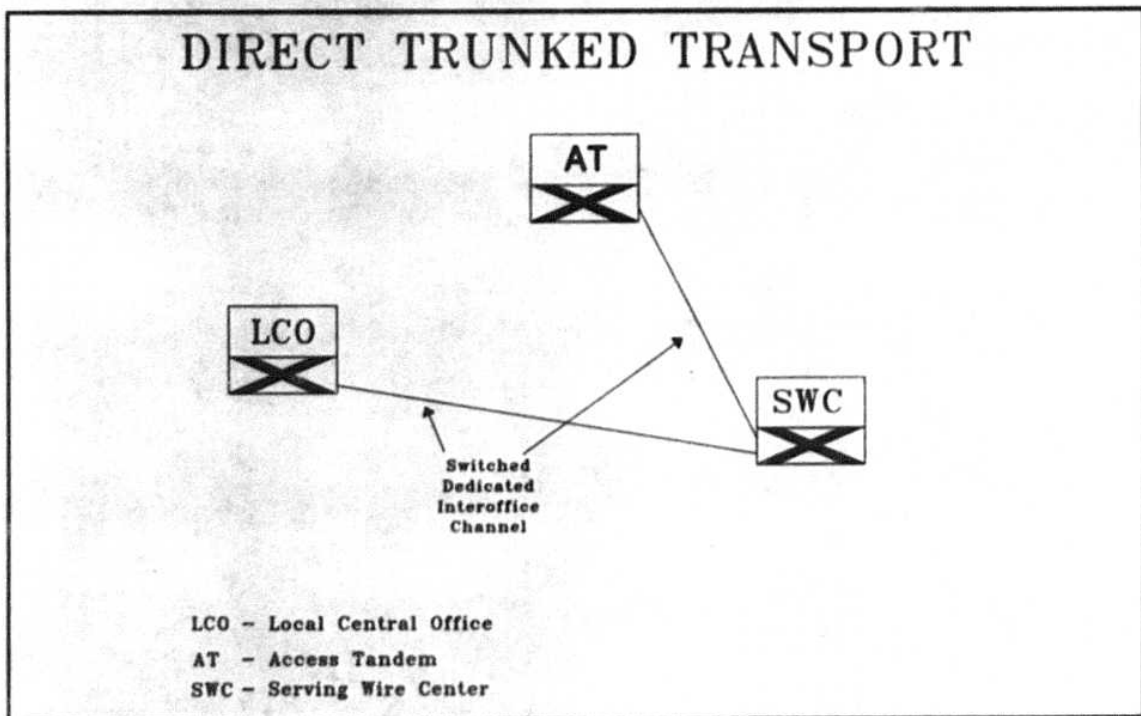 DIRECT TRUNKED TRANSPORT
AT
LCO
SWC
Switched
Dedicated
Interoffice
Channel
LCO - Local Central Office
AT - Access Tandem
SWC - Serving Wire Center